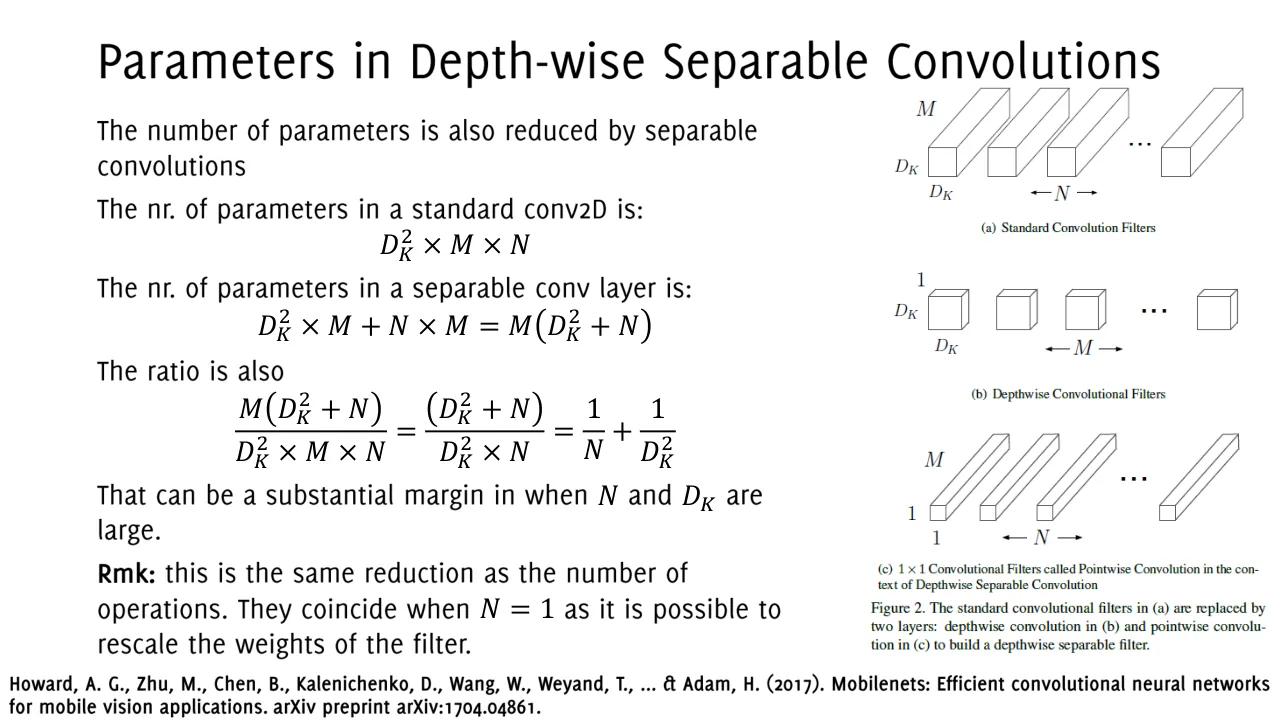 Parameters in Depth-wise Separable Convolutions
The number of parameters is also reduced by separable
convolutions
The nr. of parameters in a standard conv2D is:
D_K^2 × M × N
The nr. of parameters in a separable conv layer is:
D_K^2 × M + N × M = M(D_K^2 + N)
The ratio is also
M(D_K^2 + N) / (D_K^2 × M × N) = (D_K^2 + N) / (D_K^2 × N) = 1/N + 1/D_K^2
That can be a substantial margin in when N and D_K are
large.
Rmk: this is the same reduction as the number of
operations. They coincide when N = 1 as it is possible to
rescale the weights of the filter.
M
D_K
...
D_K
←N→
(a) Standard Convolution Filters
1
D_K
...
D_K
←M→
(b) Depthwise Convolutional Filters
M
...
1
1
←N→
(c) 1 × 1 Convolutional Filters called Pointwise Convolution in the con-
text of Depthwise Separable Convolution
Figure 2. The standard convolutional filters in (a) are replaced by
two layers: depthwise convolution in (b) and pointwise convolu-
tion in (c) to build a depthwise separable filter.
Howard, A. G., Zhu, M., Chen, B., Kalenichenko, D., Wang, W., Weyand, T., ... & Adam, H. (2017). Mobilenets: Efficient convolutional neural networks
for mobile vision applications. arXiv preprint arXiv:1704.04861.